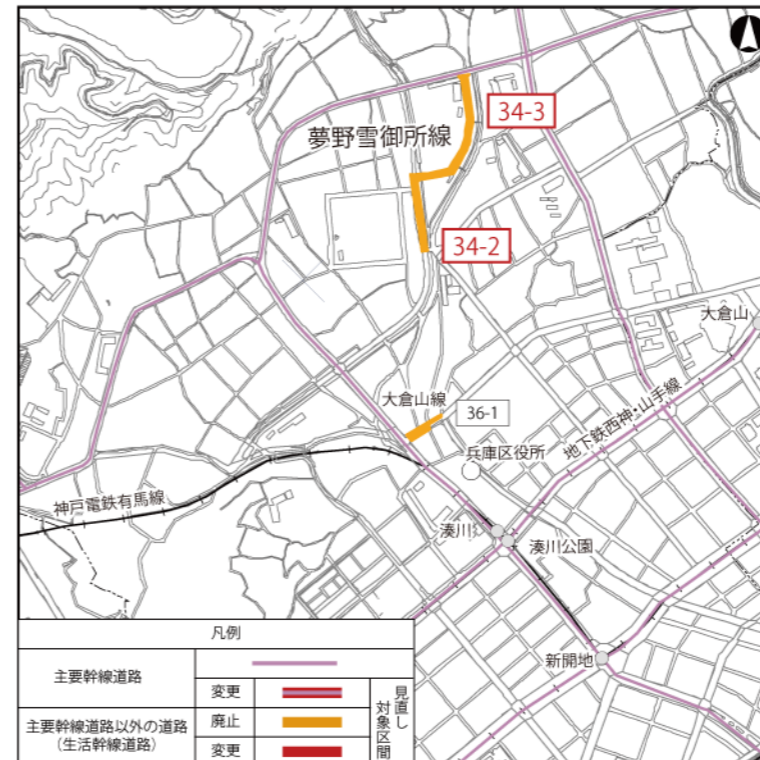 34-3
夢野雪御所線
34-2
大倉山
大倉山線
36-1
地下鉄西神・山手線
兵庫区役所
神戸電鉄有馬線
湊川
湊川公園
新開地
凡例
主要幹線道路
変更
主要幹線道路以外の道路
(生活幹線道路)
廃止
変更
見直し
対象区間